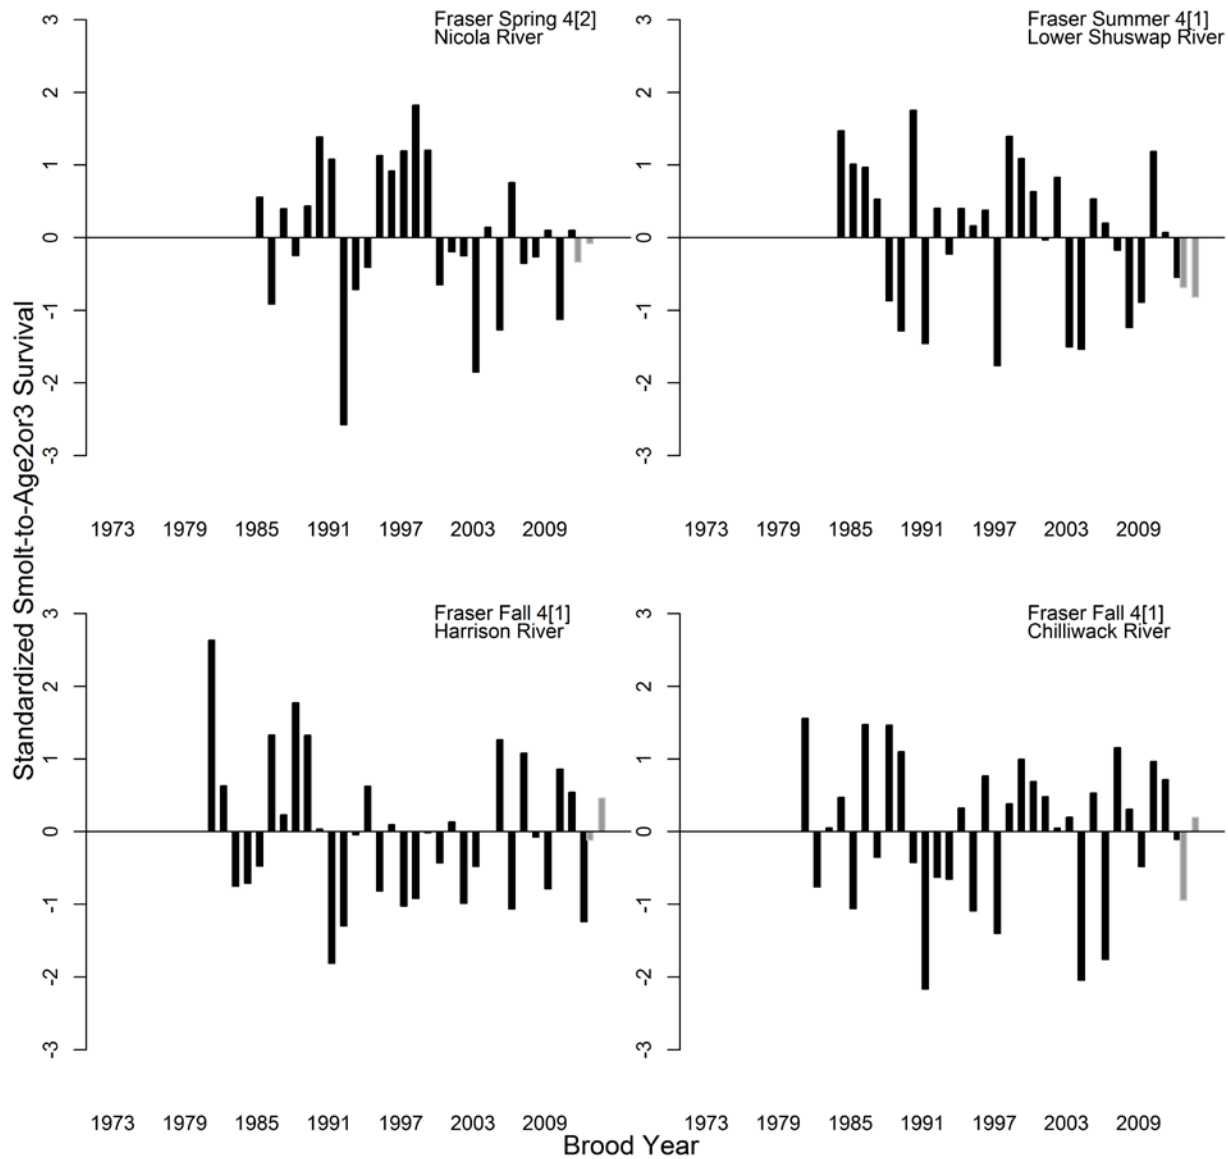 Standardized Smolt-to-Age2or3 Survival
Fraser Spring 4[2]
Nicola River
3
2
1
0
-1
-2
-3
1973 1979 1985 1991 1997 2003 2009
Fraser Summer 4[1]
Lower Shuswap River
3
2
1
0
-1
-2
-3
1973 1979 1985 1991 1997 2003 2009
Fraser Fall 4[1]
Harrison River
3
2
1
0
-1
-2
-3
1973 1979 1985 1991 1997 2003 2009
Fraser Fall 4[1]
Chilliwack River
3
2
1
0
-1
-2
-3
1973 1979 1985 1991 1997 2003 2009
Brood Year